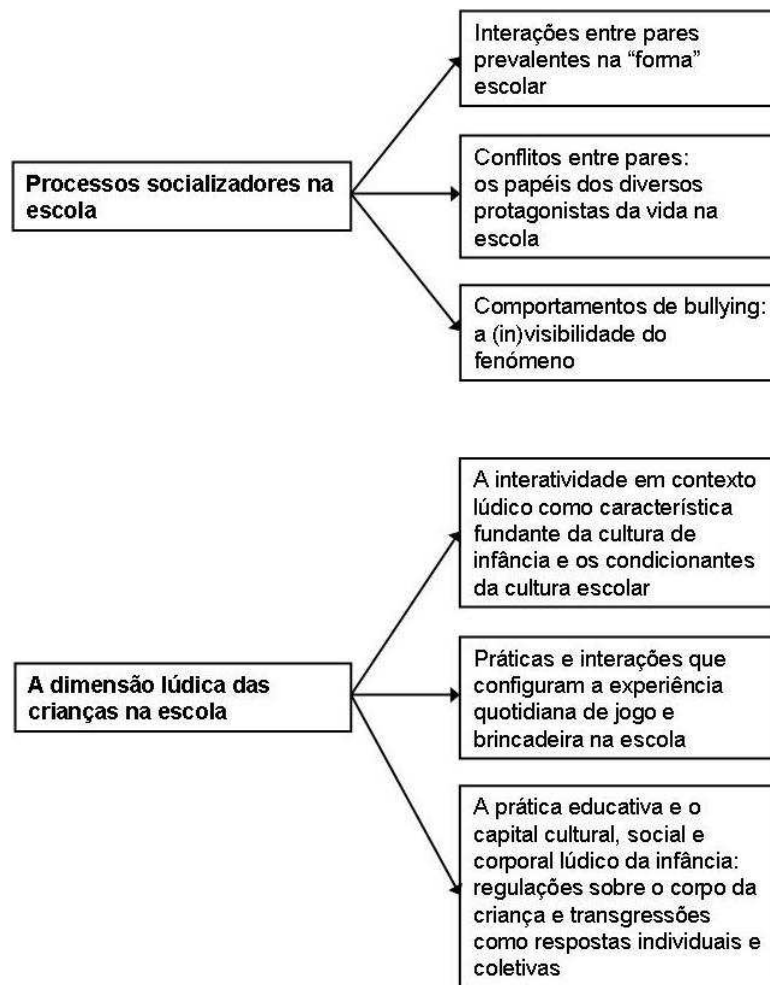 Interações entre pares
prevalentes na “forma”
escolar
Processos socializadores na
escola
Conflitos entre pares:
os papéis dos diversos
protagonistas da vida na
escola
Comportamentos de bullying:
a (in)visibilidade do
fenómeno
A interatividade em contexto
lúdico como característica
fundante da cultura de
infância e os condicionantes
da cultura escolar
A dimensão lúdica das
crianças na escola
Práticas e interações que
configuram a experiência
quotidiana de jogo e
brincadeira na escola
A prática educativa e o
capital cultural, social e
corporal lúdico da infância:
regulações sobre o corpo da
criança e transgressões
como respostas individuais e
coletivas